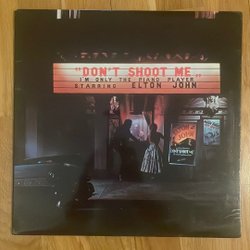 "DON'T SHOOT ME„
I'M ONLY THE PIANO PLAYER
STARRING ELTON JOHN